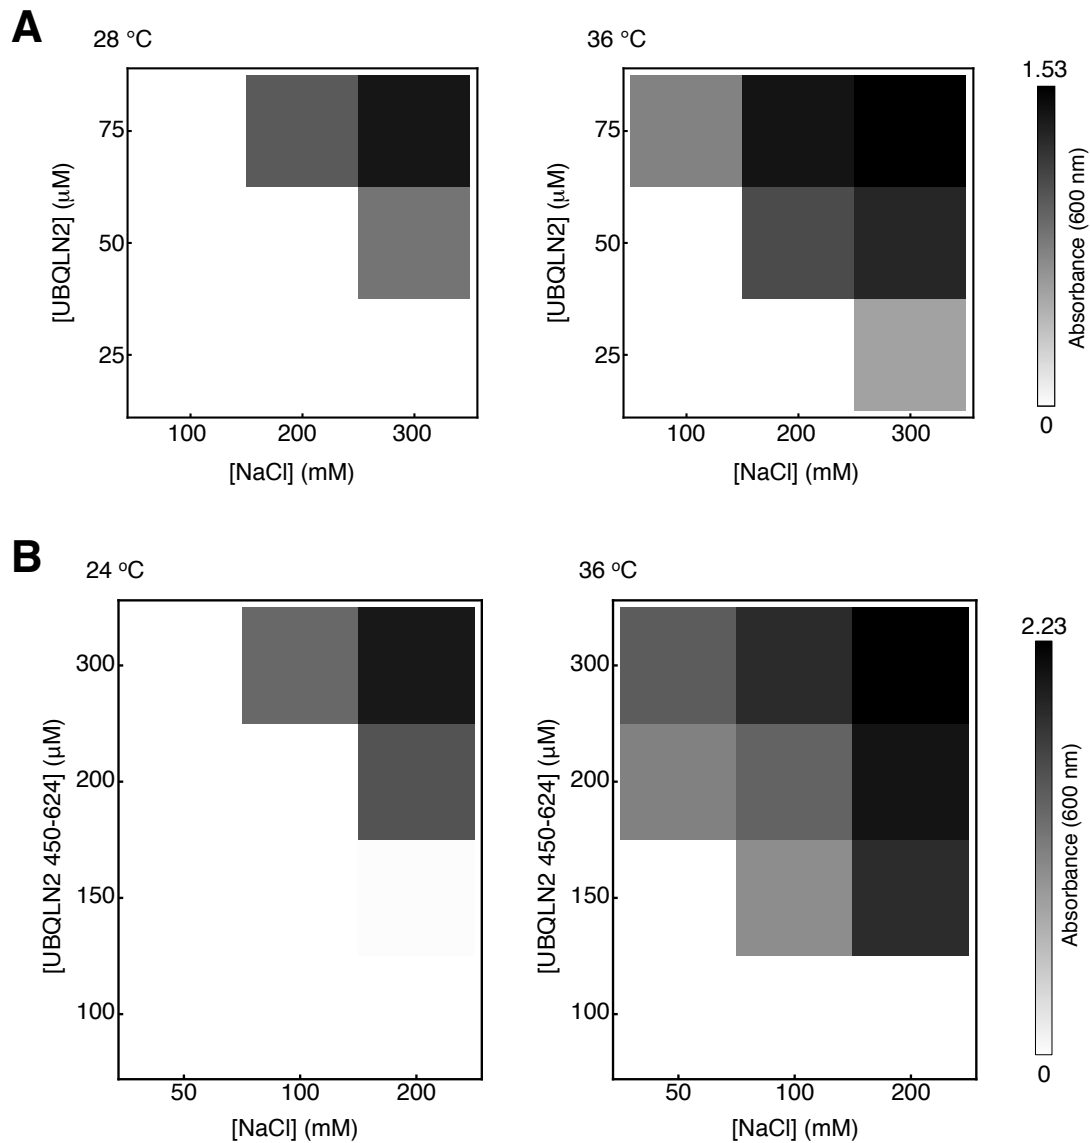 A
28 °C
36 °C
1.53
75
50
25
[UBQLN2] (μM)
100 200 300
[NaCl] (mM)
75
50
25
[UBQLN2] (μM)
100 200 300
[NaCl] (mM)
Absorbance (600 nm)
0
B
24 °C
36 °C
2.23
300
200
150
100
[UBQLN2 450-624] (μM)
50 100 200
[NaCl] (mM)
300
200
150
100
[UBQLN2 450-624] (μM)
50 100 200
[NaCl] (mM)
Absorbance (600 nm)
0